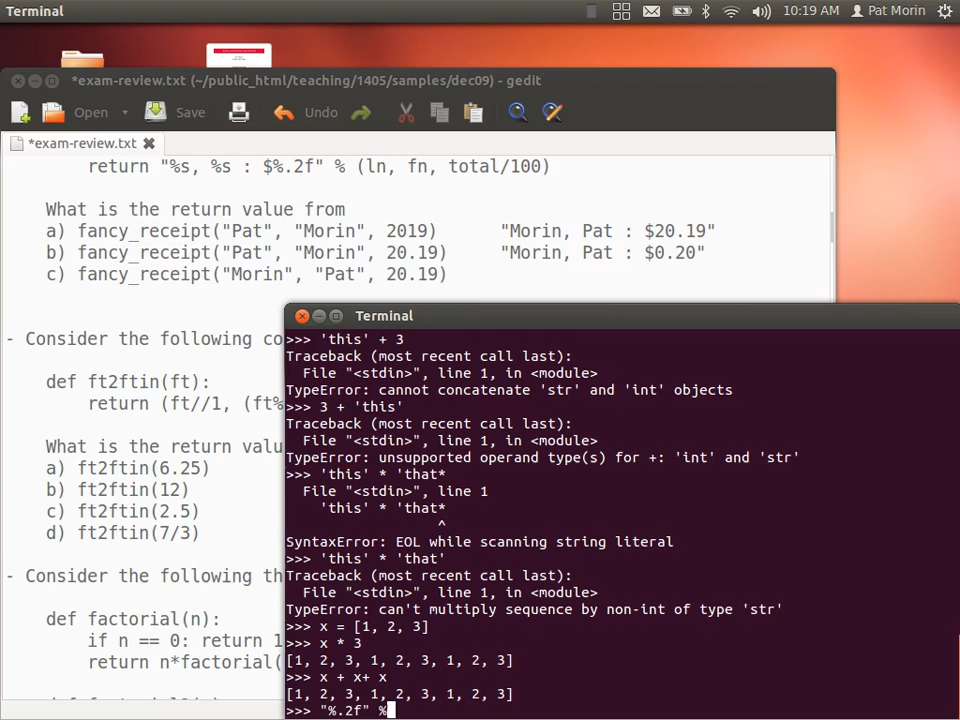 Terminal
10:19 AM
Pat Morin
*exam-review.txt (~/public_html/teaching/1405/samples/dec09) - gedit
Open
Save
Undo
*exam-review.txt
return "%s, %s : $%.2f" % (ln, fn, total/100)
What is the return value from
a) fancy_receipt("Pat", "Morin", 2019) "Morin, Pat : $20.19"
b) fancy_receipt("Pat", "Morin", 20.19) "Morin, Pat : $0.20"
c) fancy_receipt("Morin", "Pat", 20.19)
- Consider the following co
def ft2ftin(ft):
return (ft//1, (ft%
What is the return valu
a) ft2ftin(6.25)
b) ft2ftin(12)
c) ft2ftin(2.5)
d) ft2ftin(7/3)
- Consider the following th
def factorial(n):
if n == 0: return 1
return n*factorial(
Terminal
>>> 'this' + 3
Traceback (most recent call last):
File "<stdin>", line 1, in <module>
TypeError: cannot concatenate 'str' and 'int' objects
>>> 3 + 'this'
Traceback (most recent call last):
File "<stdin>", line 1, in <module>
TypeError: unsupported operand type(s) for +: 'int' and 'str'
>>> 'this' * 'that*
File "<stdin>", line 1
'this' * 'that*
^
SyntaxError: EOL while scanning string literal
>>> 'this' * 'that'
Traceback (most recent call last):
File "<stdin>", line 1, in <module>
TypeError: can't multiply sequence by non-int of type 'str'
>>> x = [1, 2, 3]
>>> x * 3
[1, 2, 3, 1, 2, 3, 1, 2, 3]
>>> x + x+ x
[1, 2, 3, 1, 2, 3, 1, 2, 3]
>>> "%.2f" %